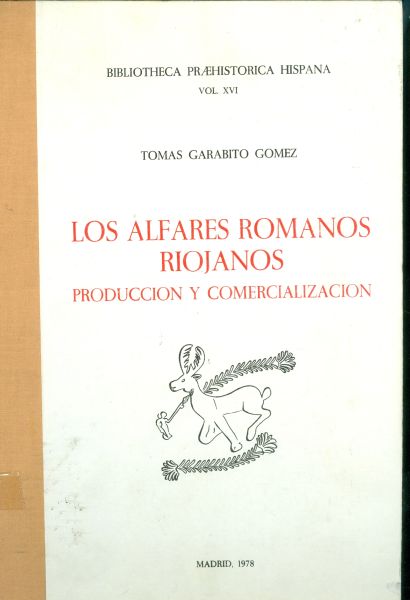 BIBLIOTHECA PRÆHISTORICA HISPANA
VOL. XVI
TOMAS GARABITO GOMEZ
LOS ALFARES ROMANOS
RIOJANOS
PRODUCCION Y COMERCIALIZACION
MADRID, 1978